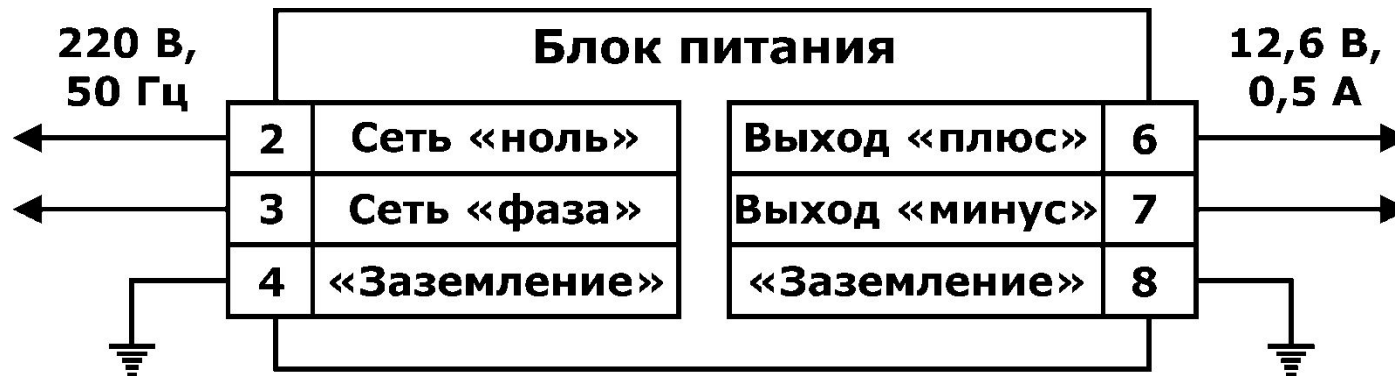 220 В,
50 Гц
Блок питания
12,6 В,
0,5 А
2 Сеть «ноль»
3 Сеть «фаза»
4 «Заземление»
Выход «плюс» 6
Выход «минус» 7
«Заземление» 8